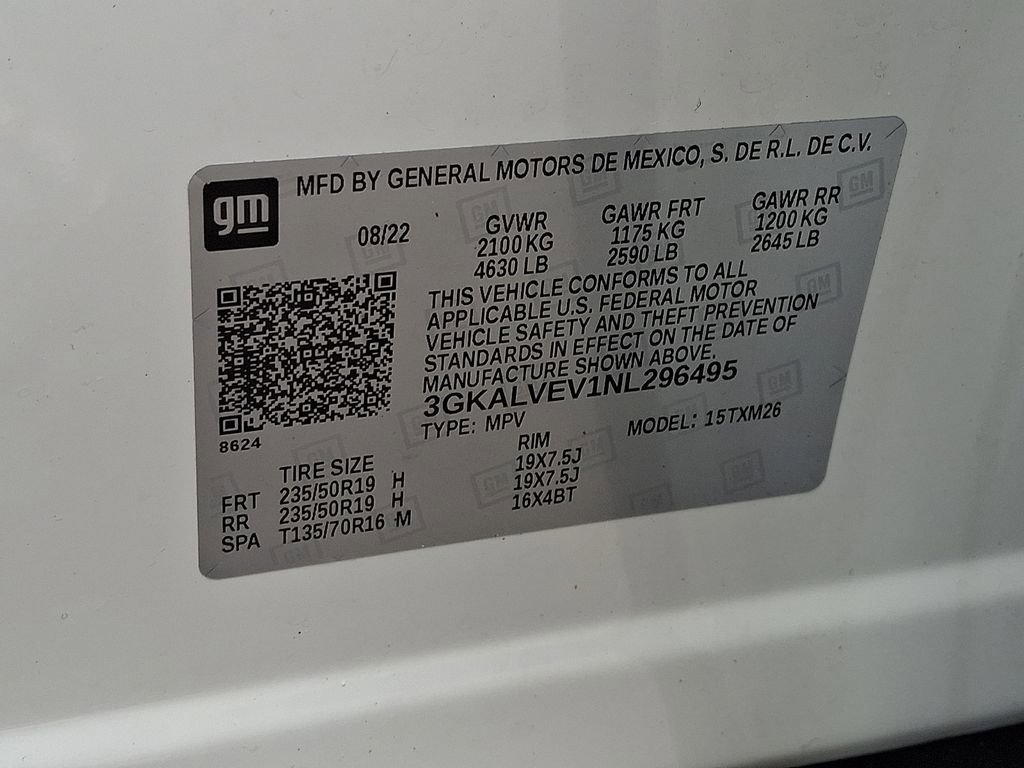 gm
MFD BY GENERAL MOTORS DE MEXICO, S. DE R.L. DE C.V.
08/22 GVWR GAWR FRT GAWR RR
2100 KG 1175 KG 1200 KG
4630 LB 2590 LB 2645 LB
THIS VEHICLE CONFORMS TO ALL
APPLICABLE U.S. FEDERAL MOTOR
VEHICLE SAFETY AND THEFT PREVENTION
STANDARDS IN EFFECT ON THE DATE OF
MANUFACTURE SHOWN ABOVE.
3GKALVEV1NL296495
8624
TYPE: MPV MODEL: 15TXM26
TIRE SIZE RIM
FRT 235/50R19 H 19X7.5J
RR 235/50R19 H 19X7.5J
SPA T135/70R16 M 16X4BT